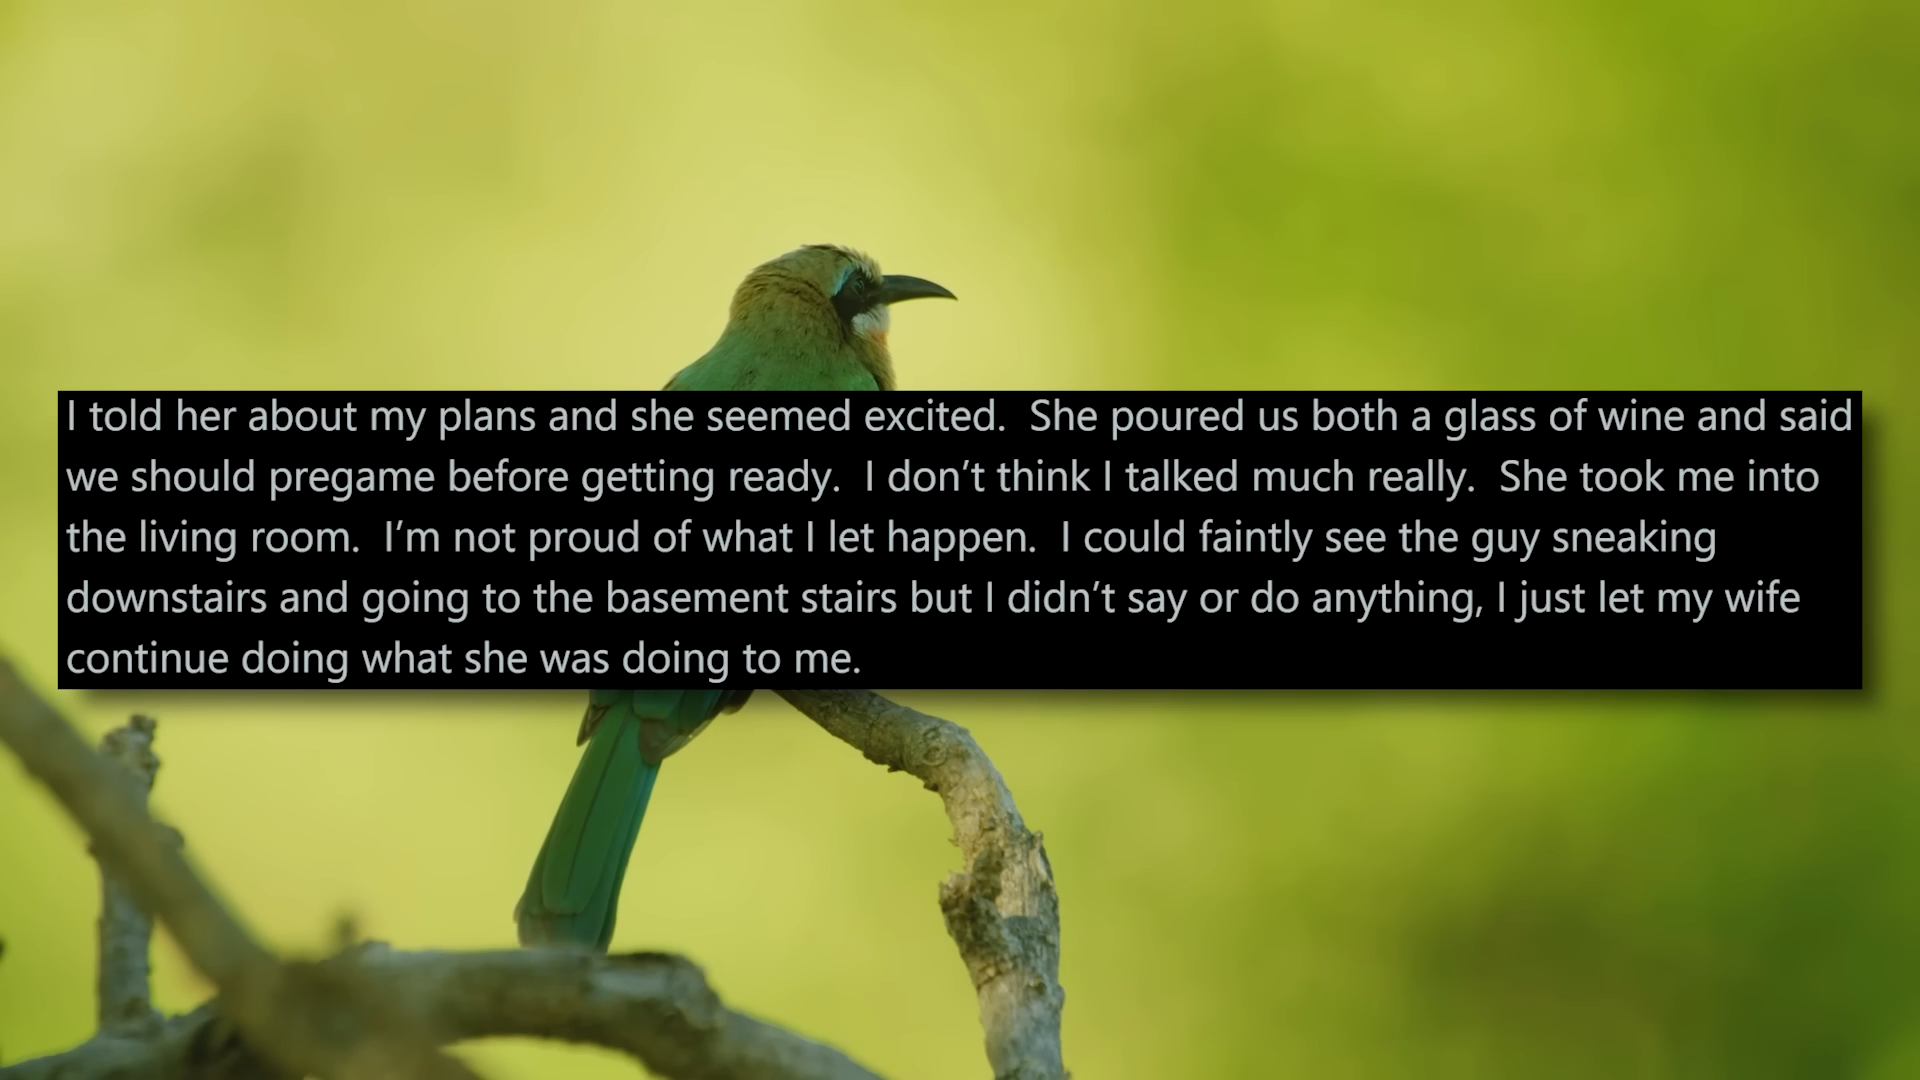 I told her about my plans and she seemed excited.  She poured us both a glass of wine and said
we should pregame before getting ready.  I don’t think I talked much really.  She took me into
the living room.  I’m not proud of what I let happen.  I could faintly see the guy sneaking
downstairs and going to the basement stairs but I didn’t say or do anything, I just let my wife
continue doing what she was doing to me.